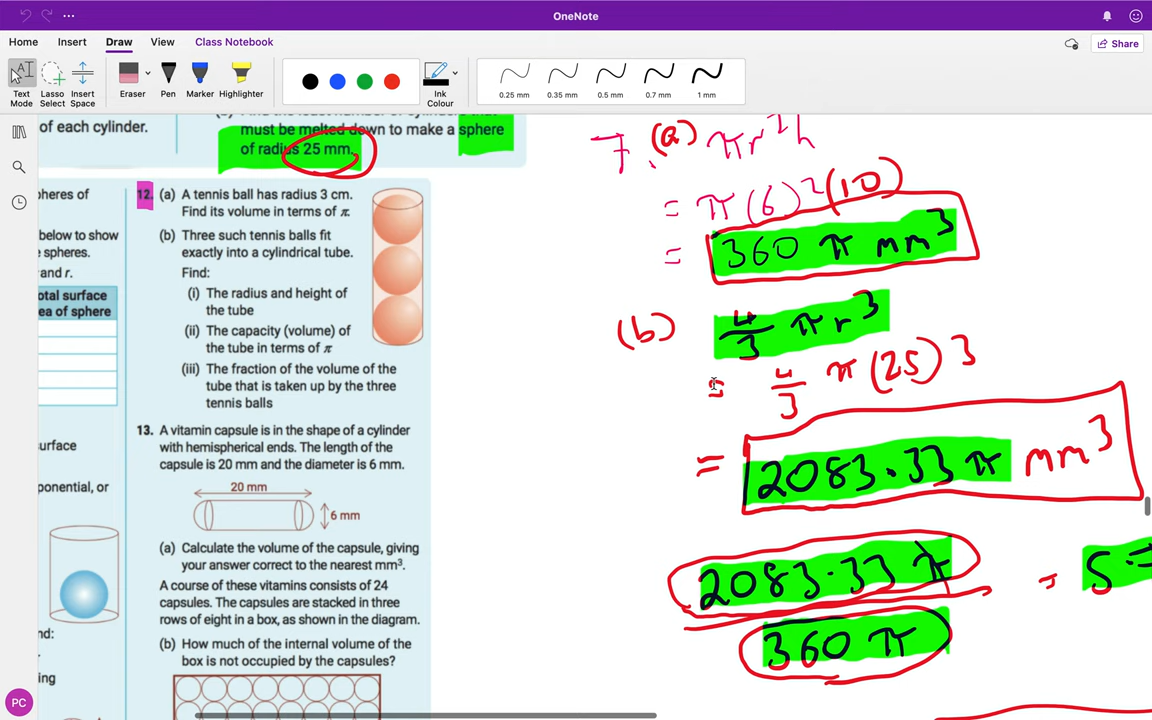 OneNote
Home Insert Draw View Class Notebook
Share
Text Mode
Lasso Select
Insert Space
Eraser
Pen
Marker
Highlighter
Ink Colour
0.25 mm 0.35 mm 0.5 mm 0.7 mm 1 mm
of each cylinder.
must be melted down to make a sphere
of radius 25 mm.
pheres of
below to show
e spheres.
and r.
otal surface
ea of sphere
urface
ponential, or
nd:
ing
12. (a) A tennis ball has radius 3 cm.
Find its volume in terms of π.
(b) Three such tennis balls fit
exactly into a cylindrical tube.
Find:
(i) The radius and height of
the tube
(ii) The capacity (volume) of
the tube in terms of π
(iii) The fraction of the volume of the
tube that is taken up by the three
tennis balls
13. A vitamin capsule is in the shape of a cylinder
with hemispherical ends. The length of the
capsule is 20 mm and the diameter is 6 mm.
20 mm
6 mm
(a) Calculate the volume of the capsule, giving
your answer correct to the nearest mm³.
A course of these vitamins consists of 24
capsules. The capsules are stacked in three
rows of eight in a box, as shown in the diagram.
(b) How much of the internal volume of the
box is not occupied by the capsules?
7. (a) πr²h
= π(6)²(10)
= 360 π mm³
(b) 4/3 πr³
= 4/3 π(25)3
= 2083.33 π mm³
2083.33 π
360 π
= 5.
PC